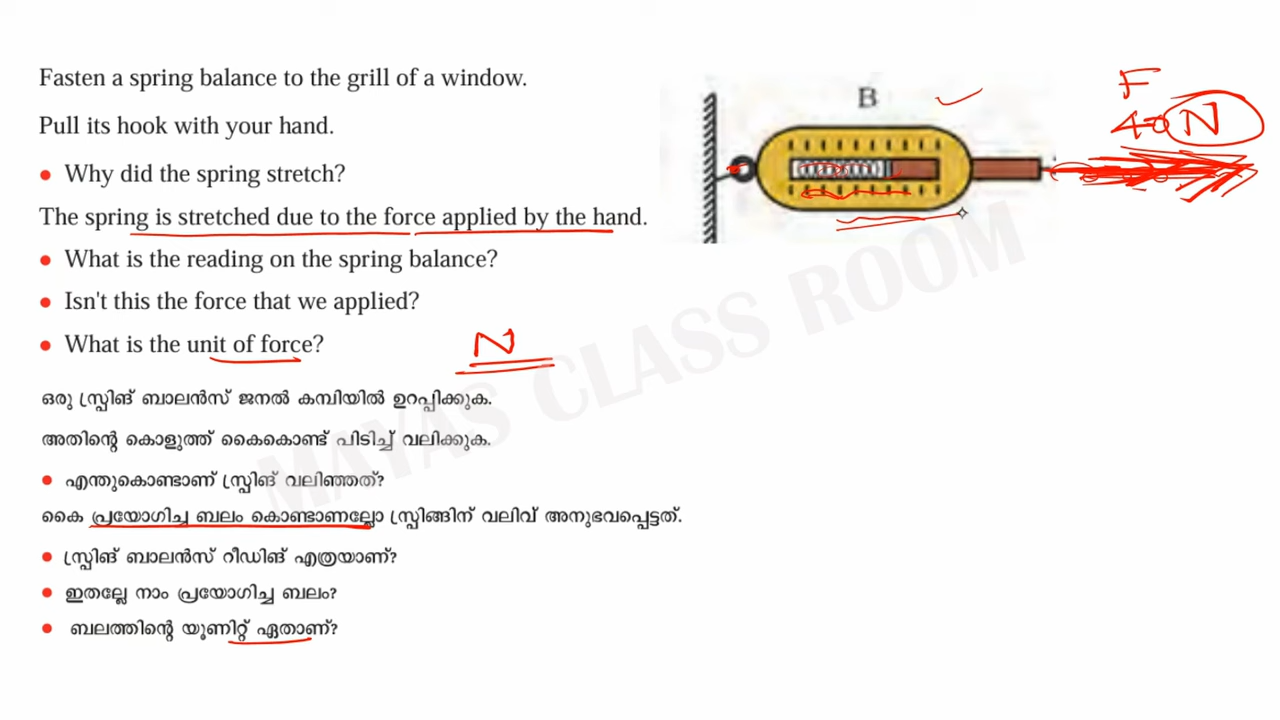 Fasten a spring balance to the grill of a window.
Pull its hook with your hand.
• Why did the spring stretch?
The spring is stretched due to the force applied by the hand.
• What is the reading on the spring balance?
• Isn't this the force that we applied?
• What is the unit of force?
N
ഒരു സ്പ്രിങ് ബാലൻസ് ജനൽ കമ്പിയിൽ ഉറപ്പിക്കുക.
അതിന്റെ കൊളുത്ത് കൈകൊണ്ട് പിടിച്ച് വലിക്കുക.
• എന്തുകൊണ്ടാണ് സ്പ്രിങ് വലിഞ്ഞത്?
കൈ പ്രയോഗിച്ച ബലം കൊണ്ടാണല്ലോ സ്പ്രിങ്ങിന് വലിവ് അനുഭവപ്പെട്ടത്.
• സ്പ്രിങ് ബാലൻസ് റീഡിങ് എത്രയാണ്?
• ഇതല്ലേ നാം പ്രയോഗിച്ച ബലം?
• ബലത്തിന്റെ യൂണിറ്റ് ഏതാണ്?
B
F
40 N
MAYAS CLASS ROOM